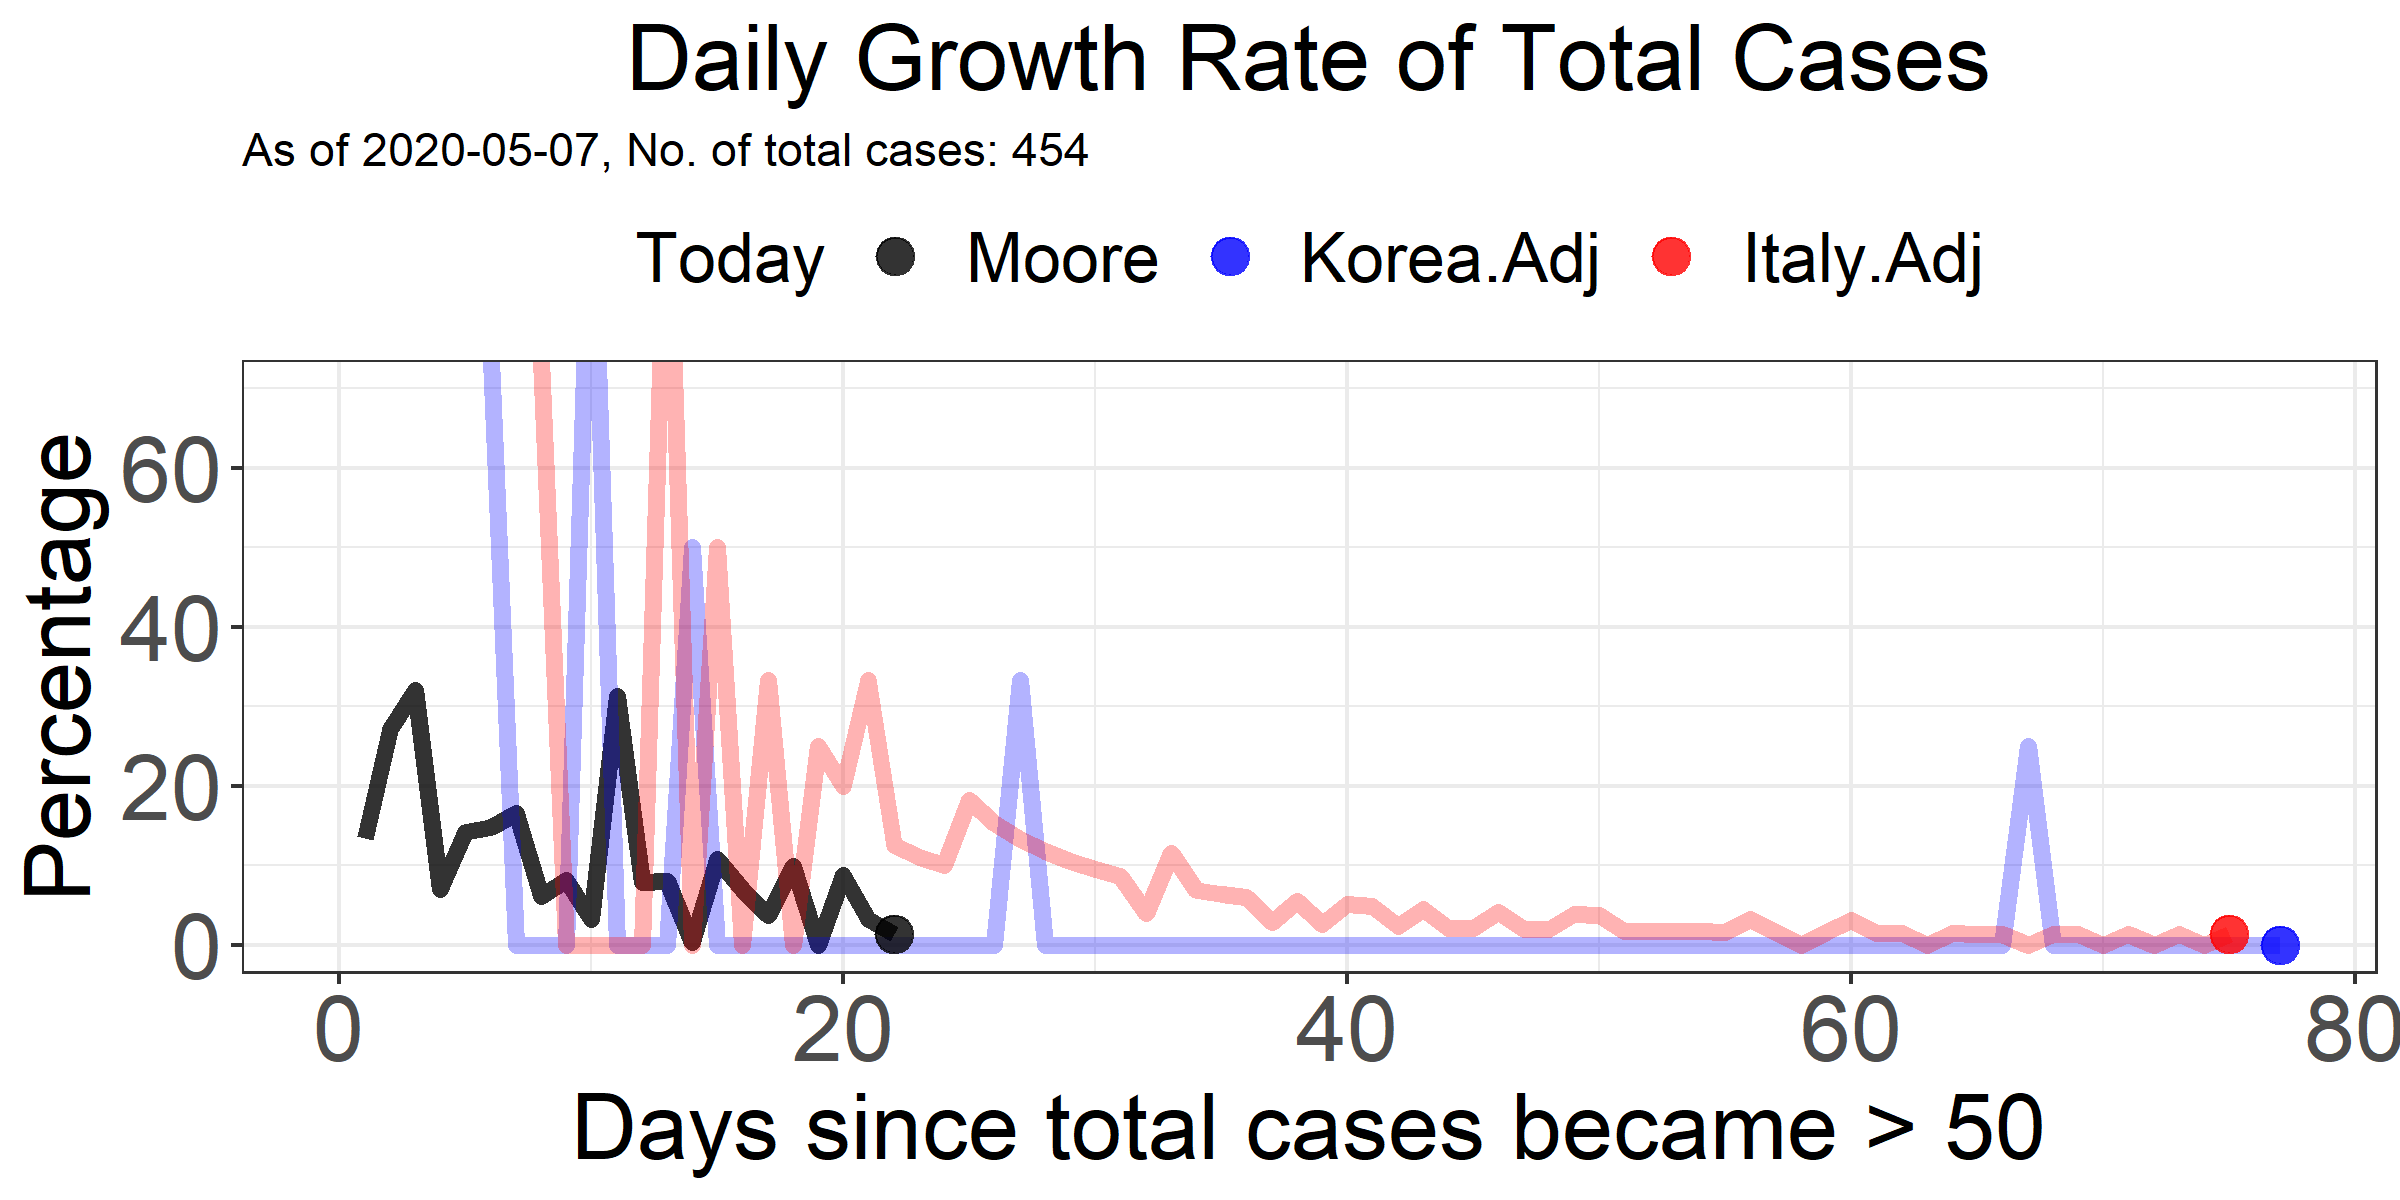 Daily Growth Rate of Total Cases
As of 2020-05-07, No. of total cases: 454
Today Moore Korea.Adj Italy.Adj
Percentage
60
40
20
0
0 20 40 60 80
Days since total cases became > 50